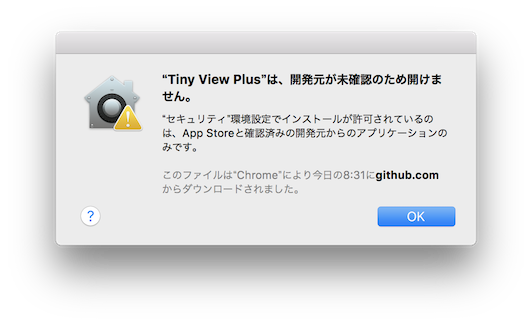 “Tiny View Plus”は、開発元が未確認のため開けま
せん。
“セキュリティ”環境設定でインストールが許可されているの
は、App Storeと確認済みの開発元からのアプリケーションの
みです。
このファイルは“Chrome”により今日の8:31にgithub.com
からダウンロードされました。
?
OK